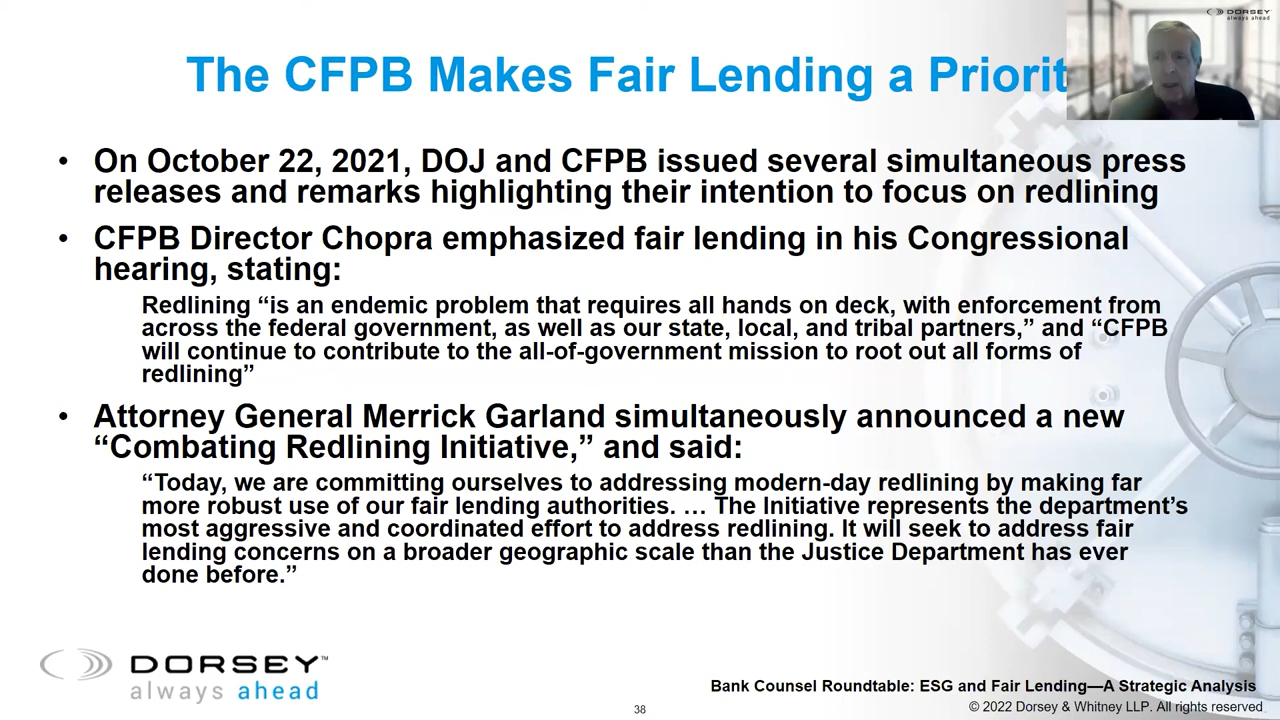 DORSEY
always ahead
The CFPB Makes Fair Lending a Priorit
• On October 22, 2021, DOJ and CFPB issued several simultaneous press
releases and remarks highlighting their intention to focus on redlining
• CFPB Director Chopra emphasized fair lending in his Congressional
hearing, stating:
Redlining “is an endemic problem that requires all hands on deck, with enforcement from
across the federal government, as well as our state, local, and tribal partners,” and “CFPB
will continue to contribute to the all-of-government mission to root out all forms of
redlining”
• Attorney General Merrick Garland simultaneously announced a new
“Combating Redlining Initiative,” and said:
“Today, we are committing ourselves to addressing modern-day redlining by making far
more robust use of our fair lending authorities. … The Initiative represents the department’s
most aggressive and coordinated effort to address redlining. It will seek to address fair
lending concerns on a broader geographic scale than the Justice Department has ever
done before.”
DORSEY™
always ahead
Bank Counsel Roundtable: ESG and Fair Lending—A Strategic Analysis
38
© 2022 Dorsey & Whitney LLP. All rights reserved